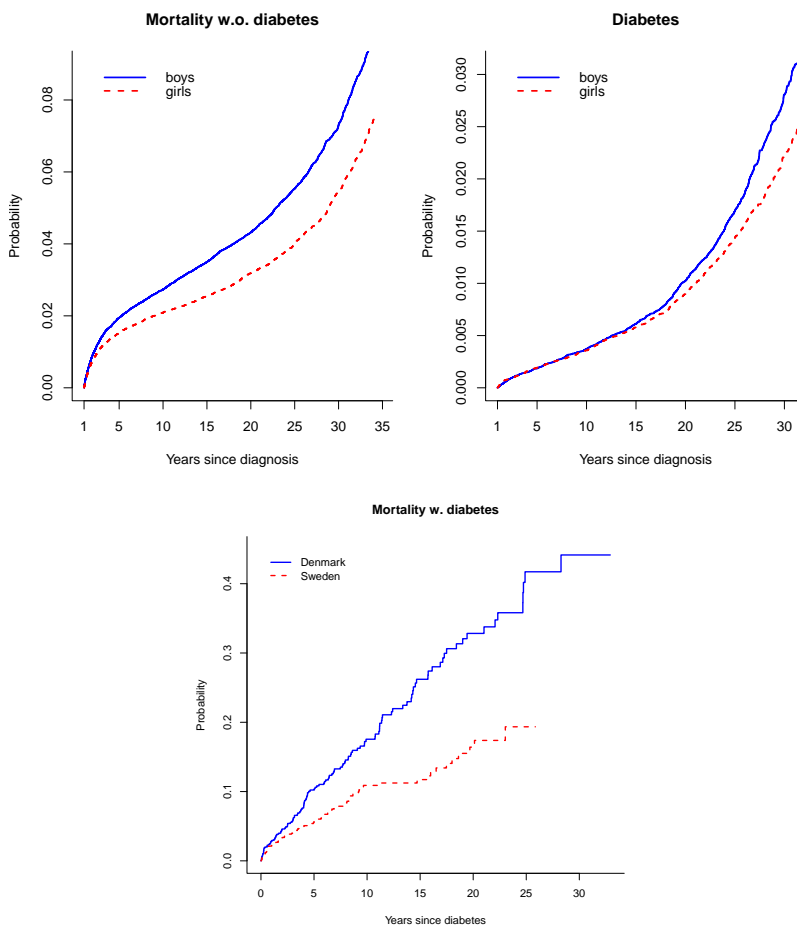 Mortality w.o. diabetes
boys
girls
Probability
0.00 0.02 0.04 0.06 0.08
1 5 10 15 20 25 30 35
Years since diagnosis
Diabetes
boys
girls
Probability
0.000 0.005 0.010 0.015 0.020 0.025 0.030
1 5 10 15 20 25 30
Years since diagnosis
Mortality w. diabetes
Denmark
Sweden
Probability
0.0 0.1 0.2 0.3 0.4
0 5 10 15 20 25 30
Years since diabetes